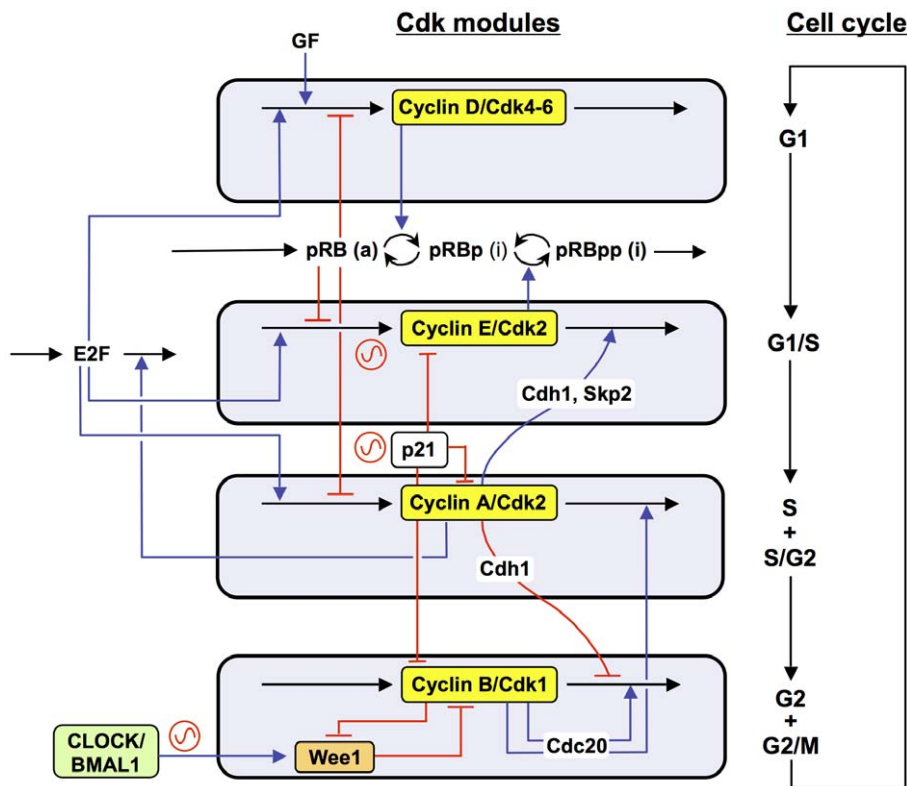 Cdk modules
Cell cycle
GF
Cyclin D/Cdk4-6
G1
pRB (a)
pRBp (i)
pRBpp (i)
Cyclin E/Cdk2
G1/S
E2F
Cdh1, Skp2
p21
Cyclin A/Cdk2
S
+
S/G2
Cdh1
Cyclin B/Cdk1
G2
+
G2/M
CLOCK/
BMAL1
Wee1
Cdc20